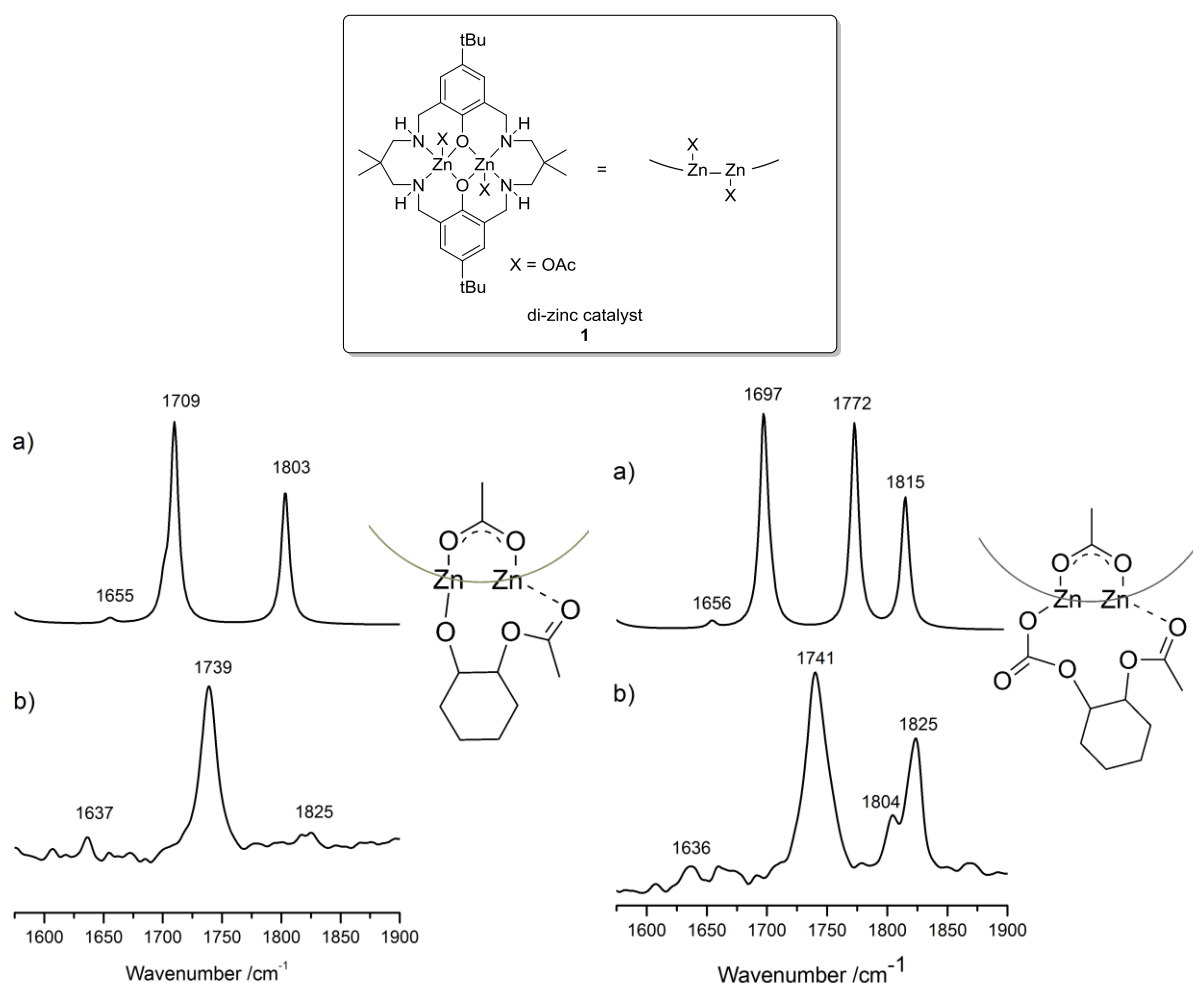 tBu
H
N
X
O
N
H
Zn
Zn
=
X
Zn
Zn
X
N
H
O
X
N
H
X = OAc
tBu
di-zinc catalyst
1
a)
1709
1803
1655
O
O
Zn
Zn
O
O
O
b)
1739
1637
1825
1600
1650
1700
1750
1800
1850
1900
Wavenumber /cm-1
a)
1697
1772
1815
1656
O
O
Zn
Zn
O
O
O
O
O
b)
1741
1825
1804
1636
1600
1650
1700
1750
1800
1850
1900
Wavenumber /cm-1